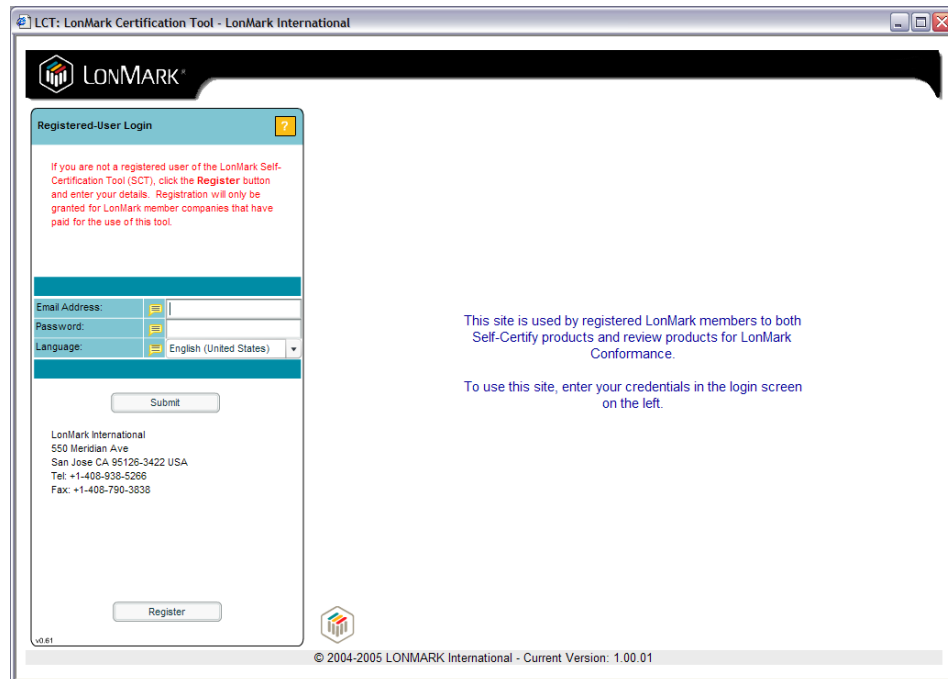 LCT: LonMark Certification Tool - LonMark International
LONMARK®
Registered-User Login
?
If you are not a registered user of the LonMark Self-
Certification Tool (SCT), click the Register button
and enter your details. Registration will only be
granted for LonMark member companies that have
paid for the use of this tool.
Email Address:
Password:
Language:
English (United States)
Submit
LonMark International
550 Meridian Ave
San Jose CA 95126-3422 USA
Tel: +1-408-938-5266
Fax: +1-408-790-3838
Register
v0.61
This site is used by registered LonMark members to both
Self-Certify products and review products for LonMark
Conformance.
To use this site, enter your credentials in the login screen
on the left.
© 2004-2005 LONMARK International - Current Version: 1.00.01